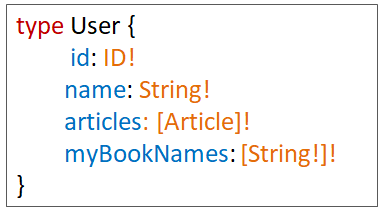 type User {
id: ID!
name: String!
articles: [Article]!
myBookNames: [String!]!
}